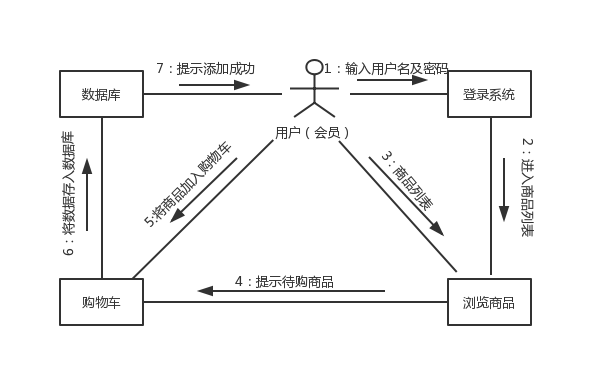 7：提示添加成功
1：输入用户名及密码
数据库
登录系统
用户（会员）
2：进入商品列表
3：商品列表
5:将商品加入购物车
6：将数据存入数据库
4：提示待购商品
购物车
浏览商品